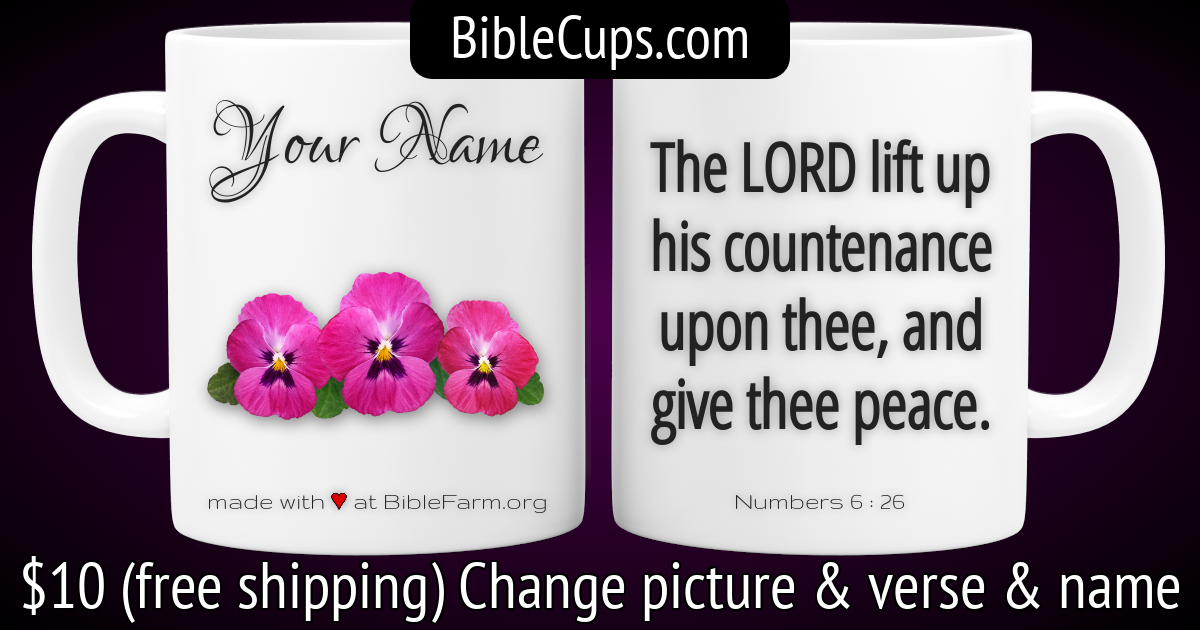 BibleCups.com
Your Name
made with ♥ at BibleFarm.org
The LORD lift up
his countenance
upon thee, and
give thee peace.
Numbers 6 : 26
$10 (free shipping) Change picture & verse & name